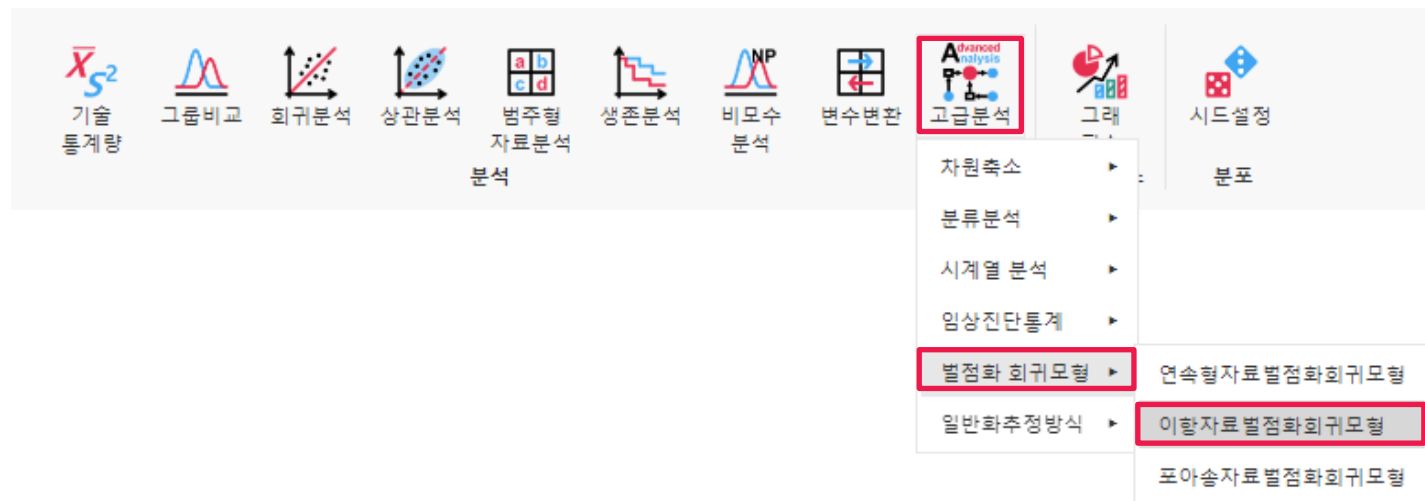 X̄ S²
a b
c d
NP
Advanced
Analysis
기술
통계량
그룹비교
회귀분석
상관분석
범주형
자료분석
생존분석
비모수
분석
변수변환
고급분석
그래
시드설정
분석
분포
차원축소 ▸
분류분석 ▸
시계열 분석 ▸
임상진단통계 ▸
벌점화 회귀모형 ▸
일반화추정방식 ▸
연속형자료벌점화회귀모형
이항자료벌점화회귀모형
포아송자료벌점화회귀모형